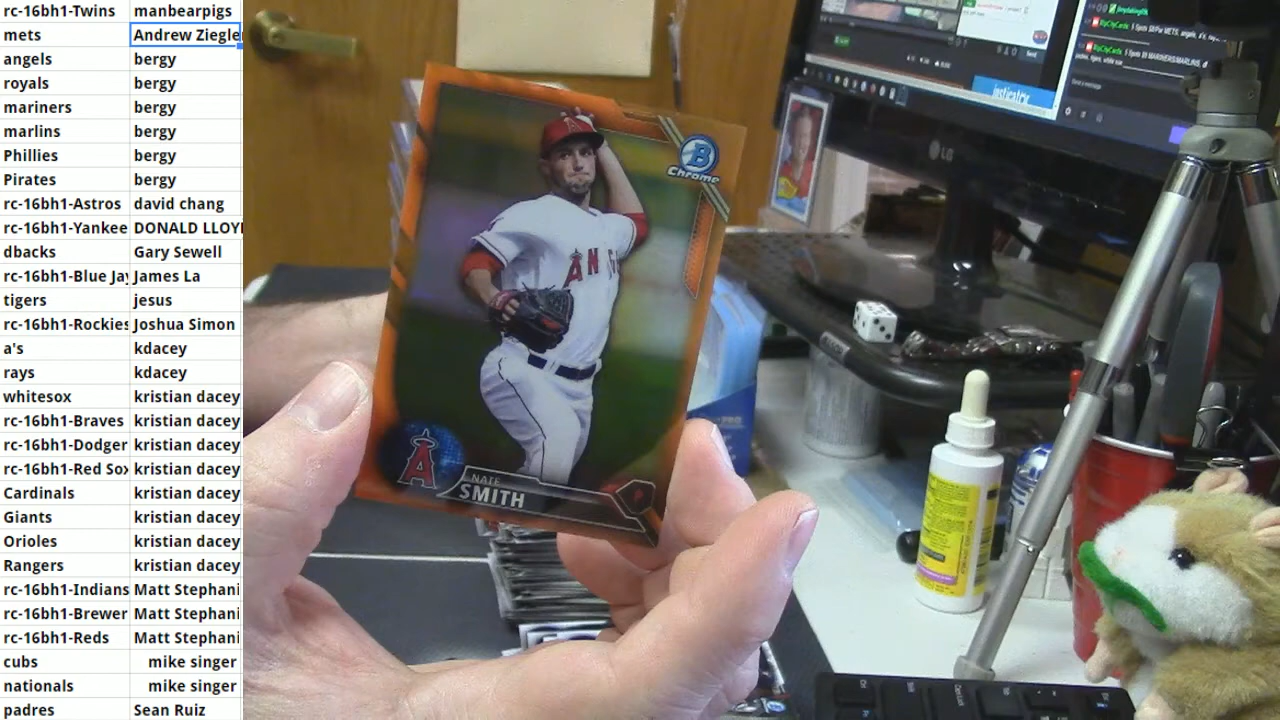 rc-16bh1-Twins manbearpigs
mets Andrew Ziegle
angels bergy
royals bergy
mariners bergy
marlins bergy
Phillies bergy
Pirates bergy
rc-16bh1-Astros david chang
rc-16bh1-Yankee DONALD LLOY
dbacks Gary Sewell
rc-16bh1-Blue Ja James La
tigers jesus
rc-16bh1-Rockies Joshua Simon
a's kdacey
rays kdacey
whitesox kristian dacey
rc-16bh1-Braves kristian dacey
rc-16bh1-Dodger kristian dacey
rc-16bh1-Red Sox kristian dacey
Cardinals kristian dacey
Giants kristian dacey
Orioles kristian dacey
Rangers kristian dacey
rc-16bh1-Indians Matt Stephani
rc-16bh1-Brewer Matt Stephani
rc-16bh1-Reds Matt Stephani
cubs mike singer
nationals mike singer
padres Sean Ruiz
B
Chrome
A
NATE
SMITH
P
LG